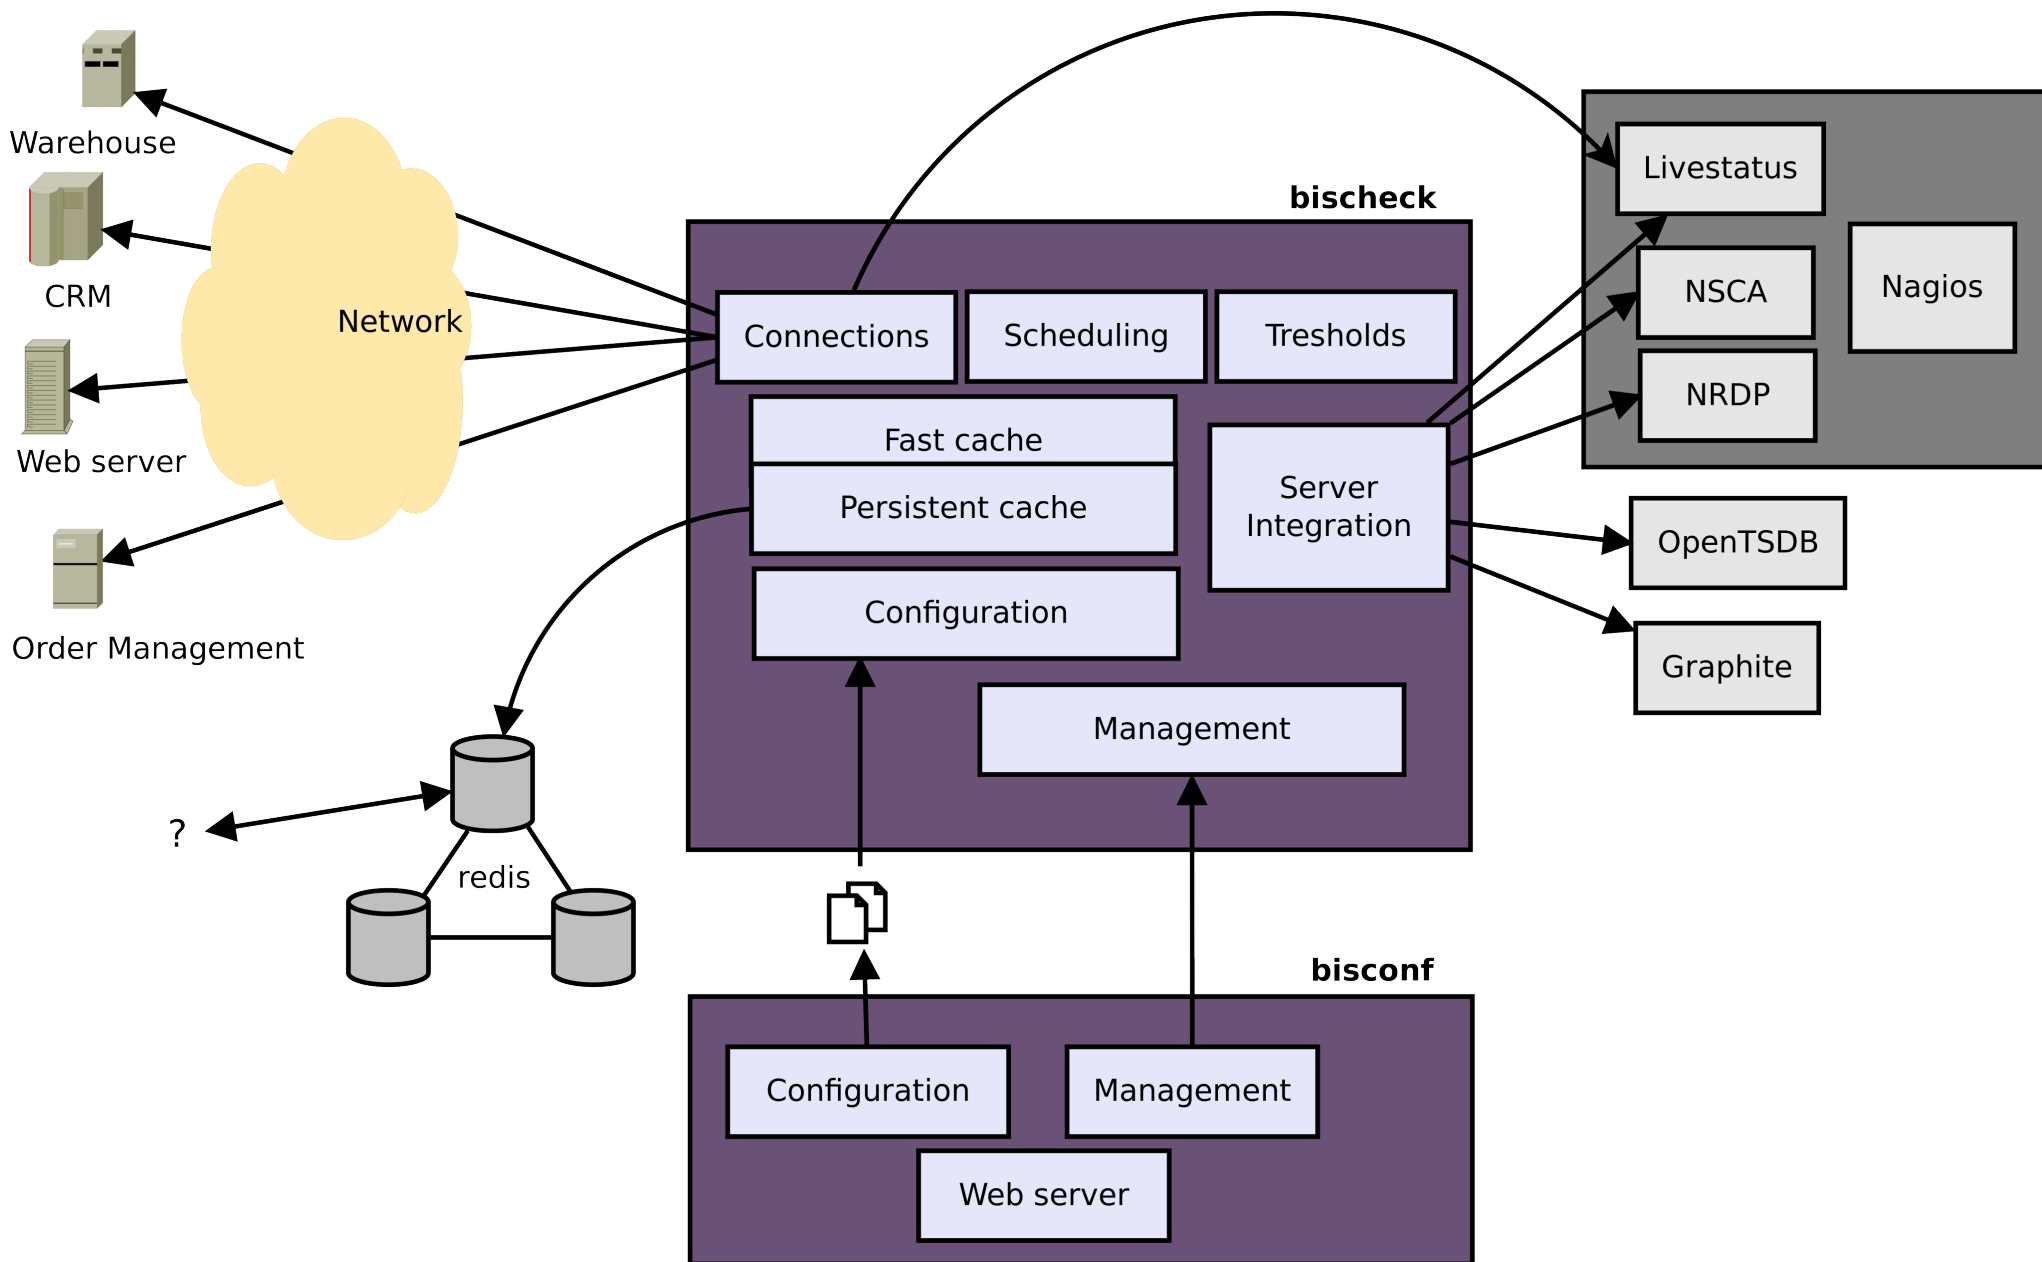 Warehouse
CRM
Web server
Order Management
Network
bischeck
Connections
Scheduling
Tresholds
Fast cache
Persistent cache
Server
Integration
Configuration
Management
Livestatus
NSCA
NRDP
Nagios
OpenTSDB
Graphite
?
redis
bisconf
Configuration
Management
Web server